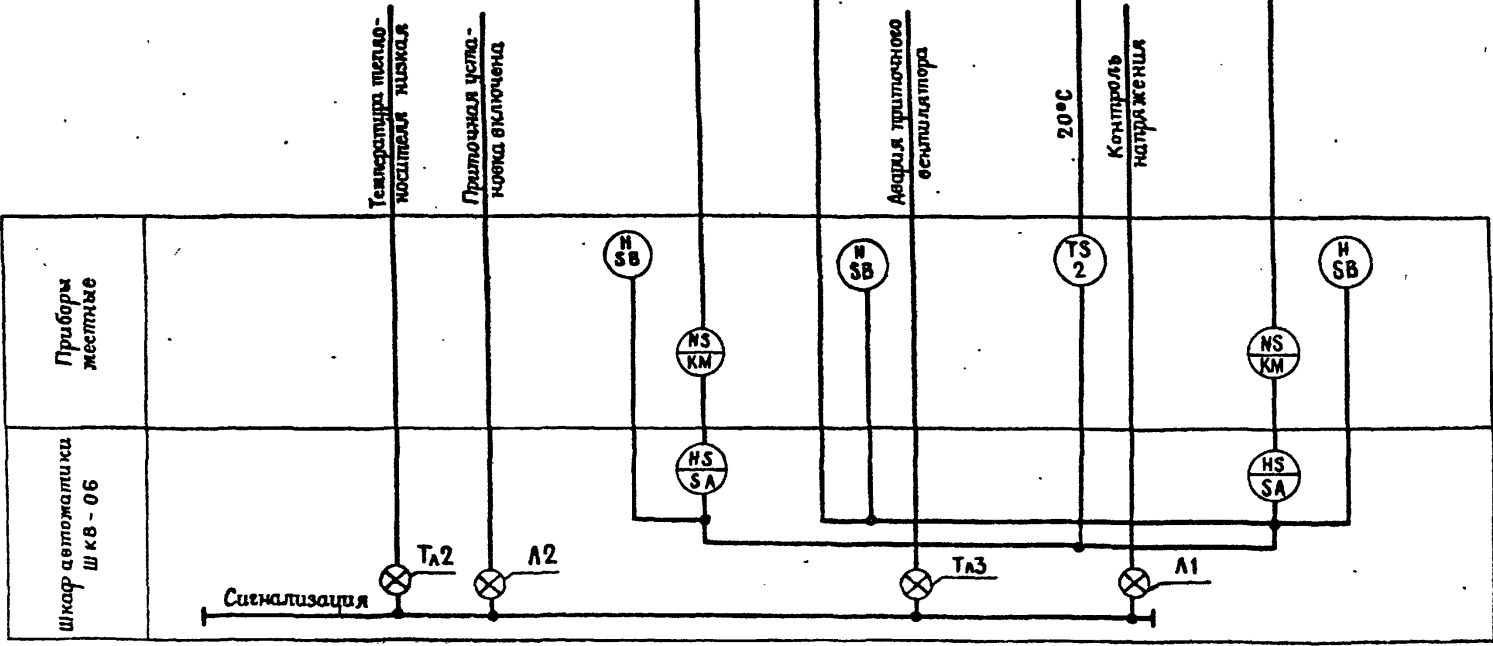 Температура тепло-
носителя низкая
Приточная уста-
новка включена
Авария приточного
вентилятора
20°С
Контроль
напряжения
Приборы
местные
H
SB
H
SB
TS
2
H
SB
NS
KM
NS
KM
Шкаф автоматики
ШКВ-06
HS
SA
HS
SA
Тл2
Л2
Тл3
Л1
Сигнализация